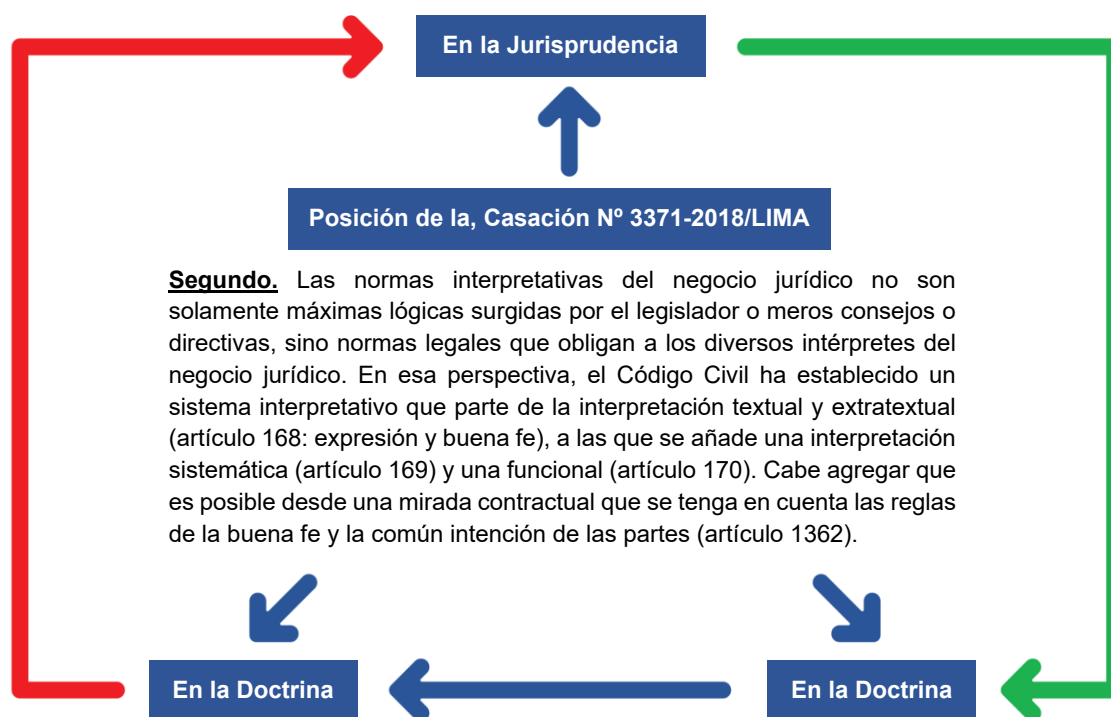 En la Jurisprudencia
Posición de la, Casación Nº 3371-2018/LIMA
Segundo. Las normas interpretativas del negocio jurídico no son
solamente máximas lógicas surgidas por el legislador o meros consejos o
directivas, sino normas legales que obligan a los diversos intérpretes del
negocio jurídico. En esa perspectiva, el Código Civil ha establecido un
sistema interpretativo que parte de la interpretación textual y extratextual
(artículo 168: expresión y buena fe), a las que se añade una interpretación
sistemática (artículo 169) y una funcional (artículo 170). Cabe agregar que
es posible desde una mirada contractual que se tenga en cuenta las reglas
de la buena fe y la común intención de las partes (artículo 1362).
En la Doctrina
En la Doctrina